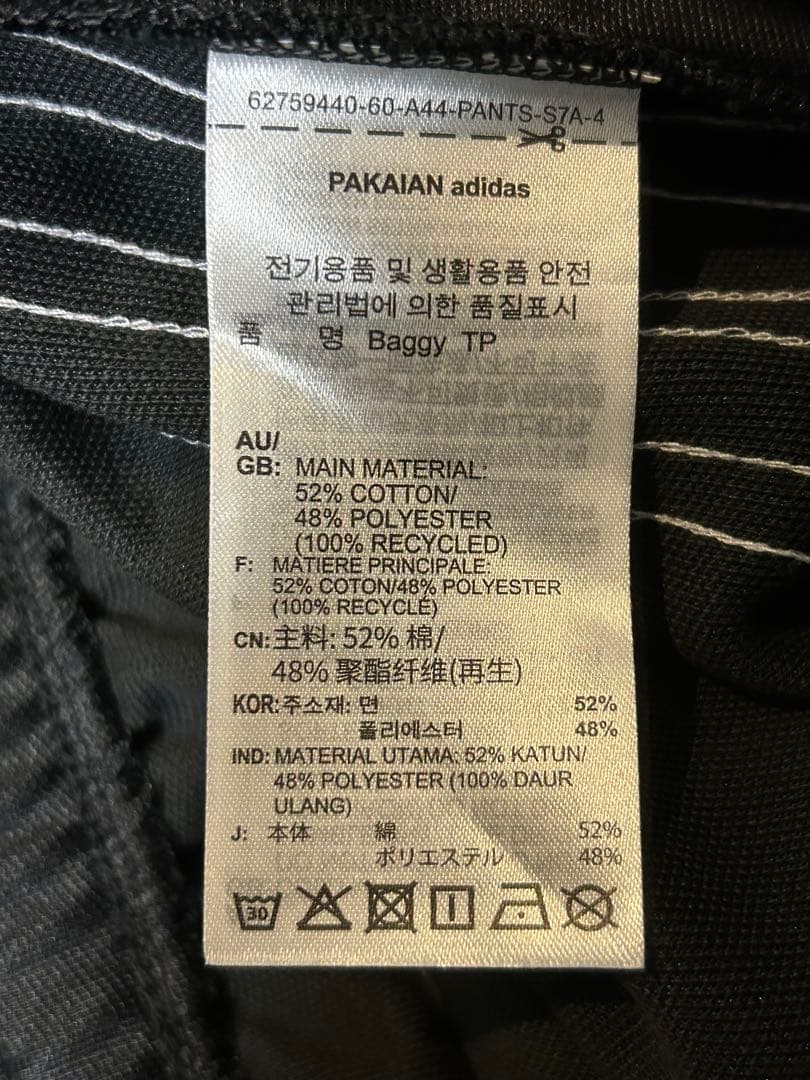 62759440-60-A44-PANTS-S7A-4
PAKAIAN adidas
전기용품 및 생활용품 안전
관리법에 의한 품질표시
품 명 Baggy TP
AU/
GB: MAIN MATERIAL:
52% COTTON/
48% POLYESTER
(100% RECYCLED)
F: MATIERE PRINCIPALE:
52% COTON/48% POLYESTER
(100% RECYCLÉ)
CN:主料: 52% 棉/
48% 聚酯纤维(再生)
KOR:주소재: 면 52%
폴리에스터 48%
IND: MATERIAL UTAMA: 52% KATUN/
48% POLYESTER (100% DAUR
ULANG)
J: 本体 綿 52%
ポリエステル 48%
30